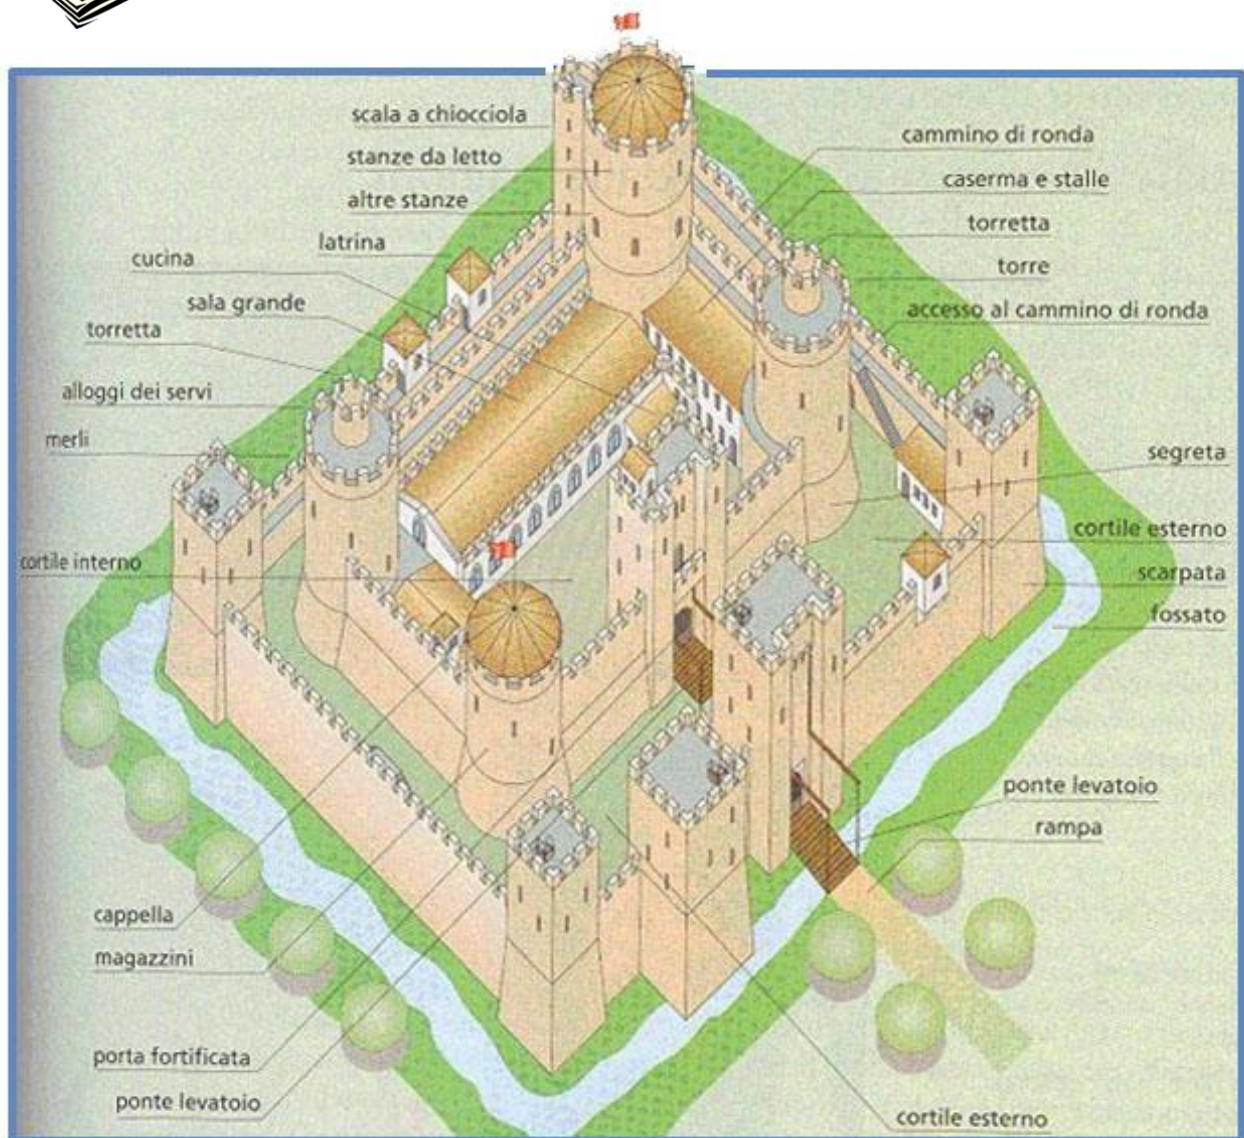 scala a chiocciola
stanze da letto
altre stanze
latrina
cucina
sala grande
torretta
alloggi dei servi
merli
cortile interno
cappella
magazzini
porta fortificata
ponte levatoio
cammino di ronda
caserma e stalle
torretta
torre
accesso al cammino di ronda
segreta
cortile esterno
scarpata
fossato
ponte levatoio
rampa
cortile esterno